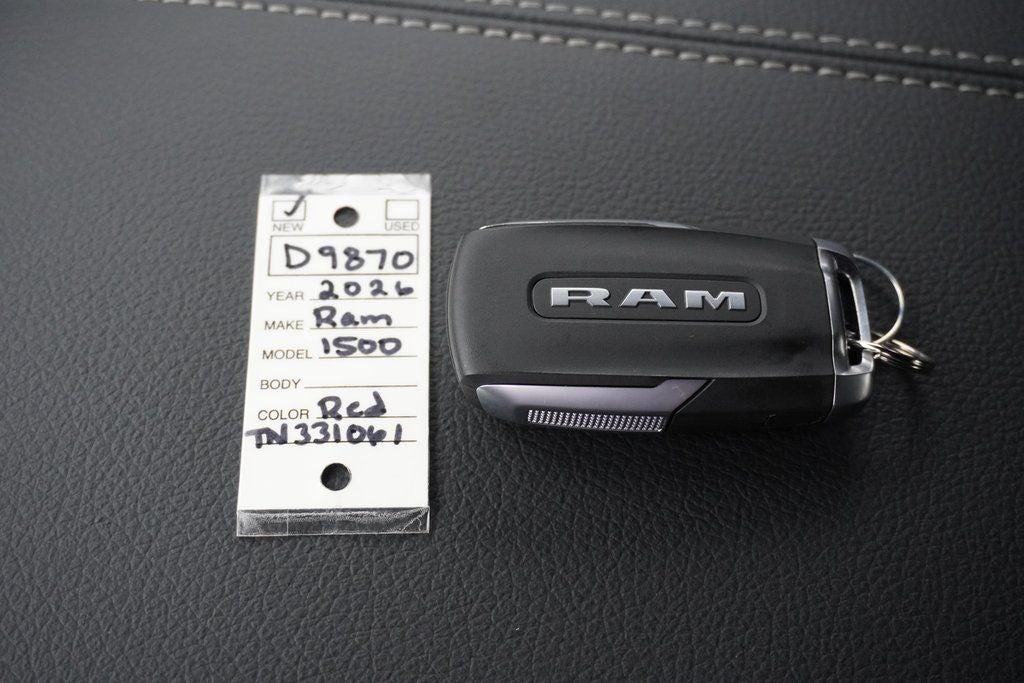 NEW USED
D9870
YEAR 2026
MAKE Ram
MODEL 1500
BODY
COLOR Red
TN331061
RAM